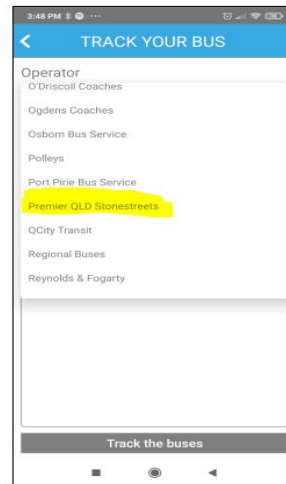 3:48 PM
TRACK YOUR BUS
Operator
O'Driscoll Coaches
Ogdens Coaches
Osborn Bus Service
Polleys
Port Pirie Bus Service
Premier QLD Stonestreets
QCity Transit
Regional Buses
Reynolds & Fogarty
Track the buses